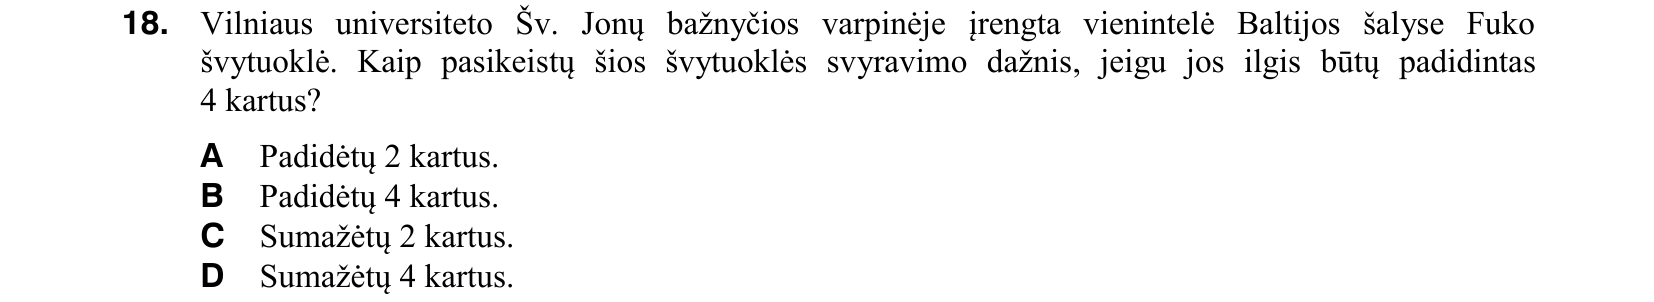 18. Vilniaus universiteto Šv. Jonų bažnyčios varpinėje įrengta vienintelė Baltijos šalyse Fuko
švytuoklė. Kaip pasikeistų šios švytuoklės svyravimo dažnis, jeigu jos ilgis būtų padidintas
4 kartus?
A Padidėtų 2 kartus.
B Padidėtų 4 kartus.
C Sumažėtų 2 kartus.
D Sumažėtų 4 kartus.